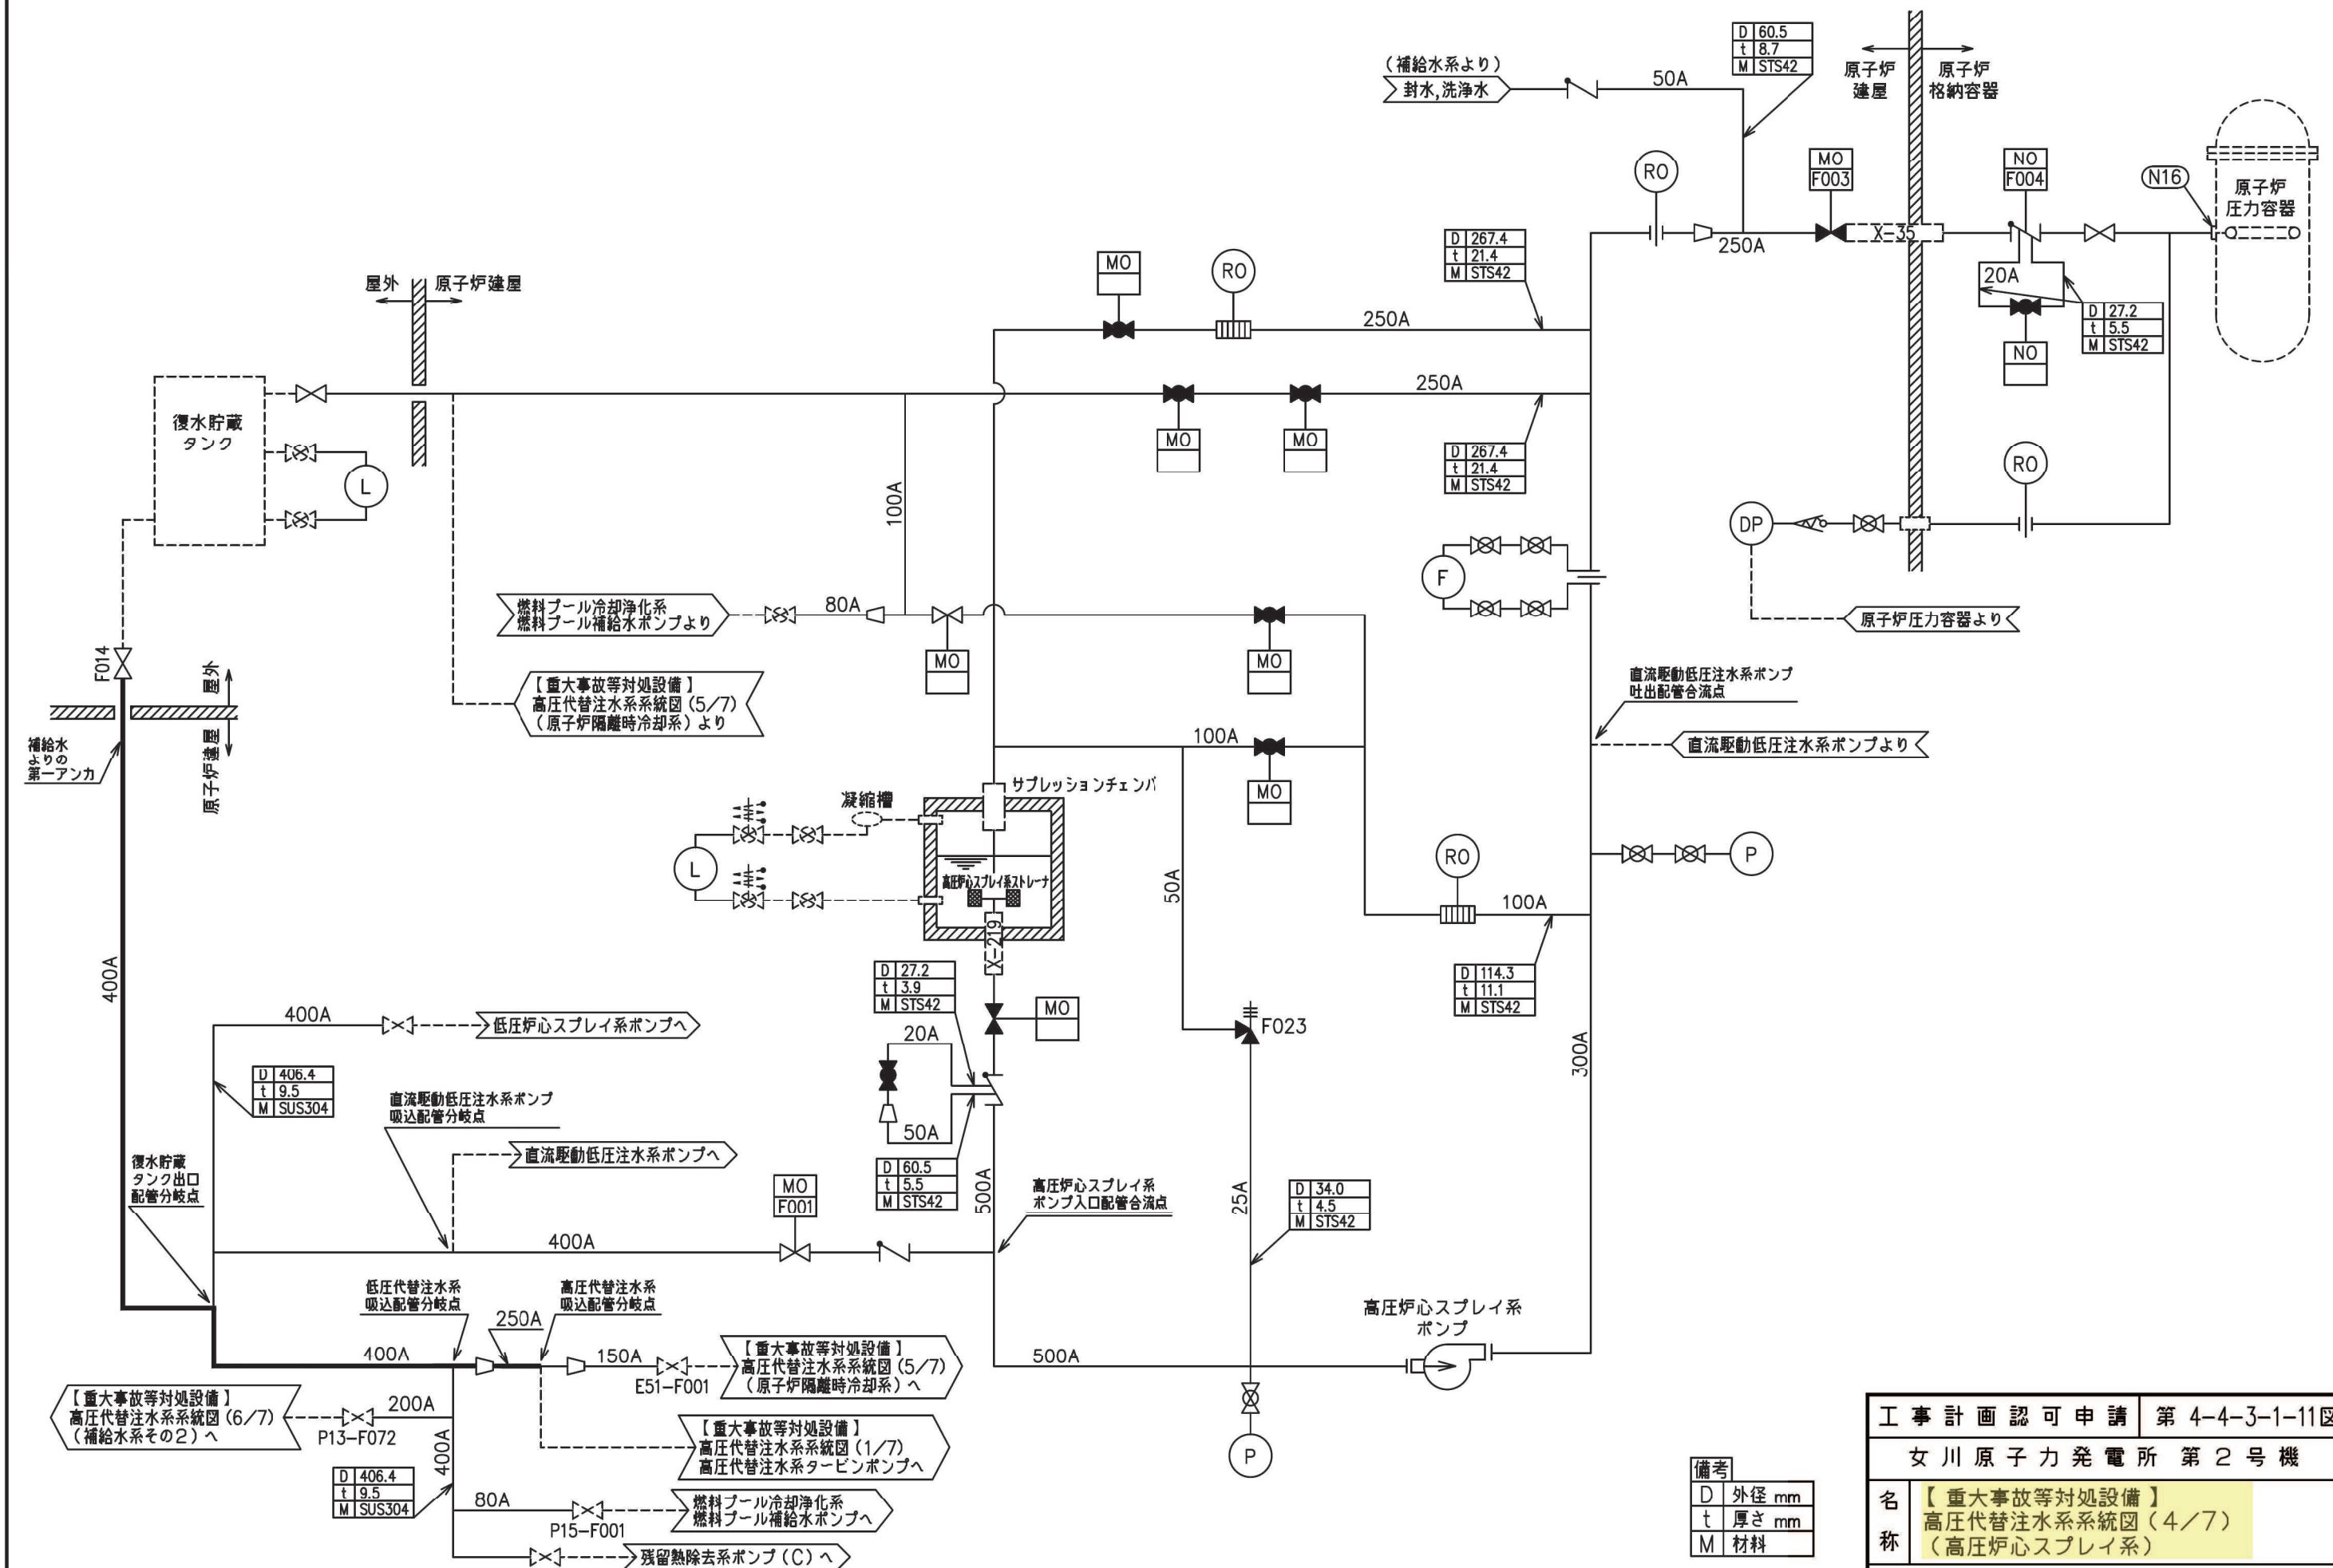 D 60.5
t 8.7
M STS42
(補給水系より)
封水,洗浄水
50A
原子炉
建屋
原子炉
格納容器
RO
MO
F003
NO
F004
N16
原子炉
圧力容器
250A
X-35
20A
D 27.2
t 5.5
M STS42
NO
D 267.4
t 21.4
M STS42
MO
RO
250A
屋外
原子炉建屋
250A
MO
MO
D 267.4
t 21.4
M STS42
復水貯蔵
タンク
L
100A
RO
DP
F
原子炉圧力容器より
燃料プール冷却浄化系
燃料プール補給水ポンプより
80A
MO
MO
F014
屋外
原子炉建屋
補給水
よりの
第一アンカ
【重大事故等対処設備】
高圧代替注水系系統図(5/7)
(原子炉隔離時冷却系)より
直流駆動低圧注水系ポンプ
吐出配管合流点
直流駆動低圧注水系ポンプより
100A
MO
サプレッションチェンバ
凝縮槽
L
高圧炉心スプレイ系ストレーナ
X-219
50A
RO
P
100A
D 114.3
t 11.1
M STS42
400A
D 27.2
t 3.9
M STS42
MO
20A
F023
300A
400A
低圧炉心スプレイ系ポンプへ
D 406.4
t 9.5
M SUS304
直流駆動低圧注水系ポンプ
吸込配管分岐点
50A
直流駆動低圧注水系ポンプへ
D 60.5
t 5.5
M STS42
500A
復水貯蔵
タンク出口
配管分岐点
MO
F001
高圧炉心スプレイ系
ポンプ入口配管合流点
25A
D 34.0
t 4.5
M STS42
400A
低圧代替注水系
吸込配管分岐点
高圧代替注水系
吸込配管分岐点
250A
高圧炉心スプレイ系
ポンプ
400A
150A
E51-F001
【重大事故等対処設備】
高圧代替注水系系統図(5/7)
(原子炉隔離時冷却系)へ
500A
【重大事故等対処設備】
高圧代替注水系系統図(6/7)
(補給水系その2)へ
200A
P13-F072
400A
【重大事故等対処設備】
高圧代替注水系系統図(1/7)
高圧代替注水系タービンポンプへ
P
D 406.4
t 9.5
M SUS304
80A
P15-F001
燃料プール冷却浄化系
燃料プール補給水ポンプへ
残留熱除去系ポンプ(C)へ
備考
D 外径 mm
t 厚さ mm
M 材料
工事計画認可申請 第 4-4-3-1-11図
女川原子力発電所 第2号機
名称
【重大事故等対処設備】
高圧代替注水系系統図(4/7)
(高圧炉心スプレイ系)